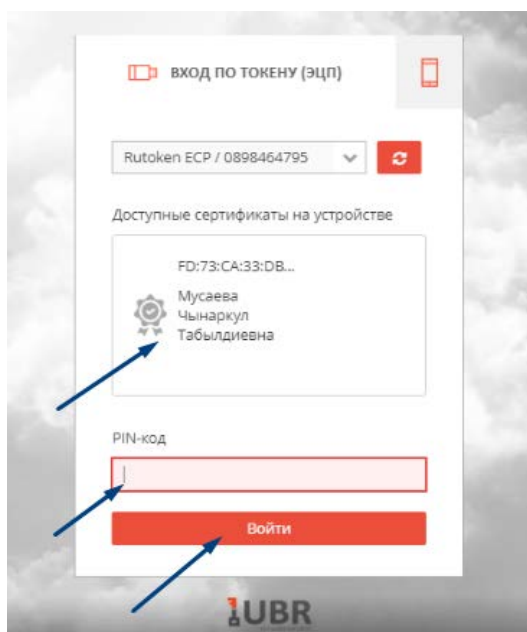 ВХОД ПО ТОКЕНУ (ЭЦП)
Rutoken ECP / 0898464795
Доступные сертификаты на устройстве
FD:73:CA:33:DB...
Мусаева
Чынаркул
Табылдиевна
PIN-код
Войти
1UBR